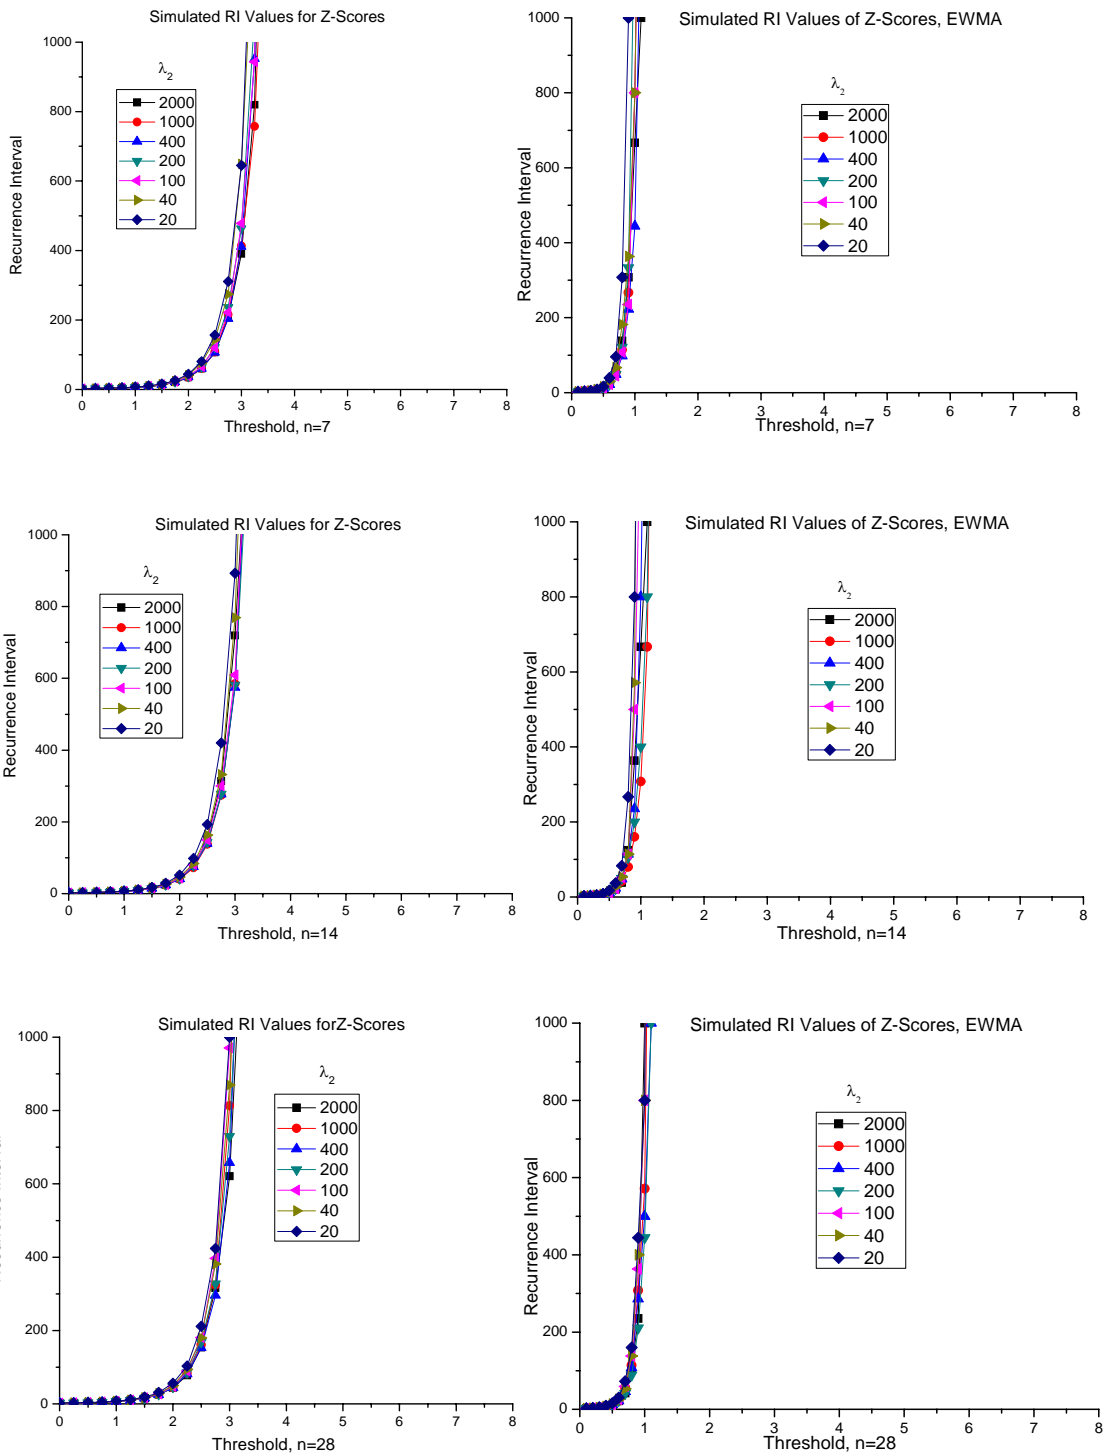 Simulated RI Values for Z-Scores
1000
800
600
400
200
0
Recurrence Interval
λ2
2000
1000
400
200
100
40
20
0 1 2 3 4 5 6 7 8
Threshold, n=7
Simulated RI Values of Z-Scores, EWMA
1000
800
600
400
200
0
Recurrence Interval
λ2
2000
1000
400
200
100
40
20
0 1 2 3 4 5 6 7 8
Threshold, n=7
Simulated RI Values for Z-Scores
1000
800
600
400
200
0
Recurrence Interval
λ2
2000
1000
400
200
100
40
20
0 1 2 3 4 5 6 7 8
Threshold, n=14
Simulated RI Values of Z-Scores, EWMA
1000
800
600
400
200
0
Recurrence Interval
λ2
2000
1000
400
200
100
40
20
0 1 2 3 4 5 6 7 8
Threshold, n=14
Simulated RI Values forZ-Scores
1000
800
600
400
200
0
λ2
2000
1000
400
200
100
40
20
0 1 2 3 4 5 6 7 8
Threshold, n=28
Simulated RI Values of Z-Scores, EWMA
1000
800
600
400
200
0
Recurrence Interval
λ2
2000
1000
400
200
100
40
20
0 1 2 3 4 5 6 7 8
Threshold, n=28